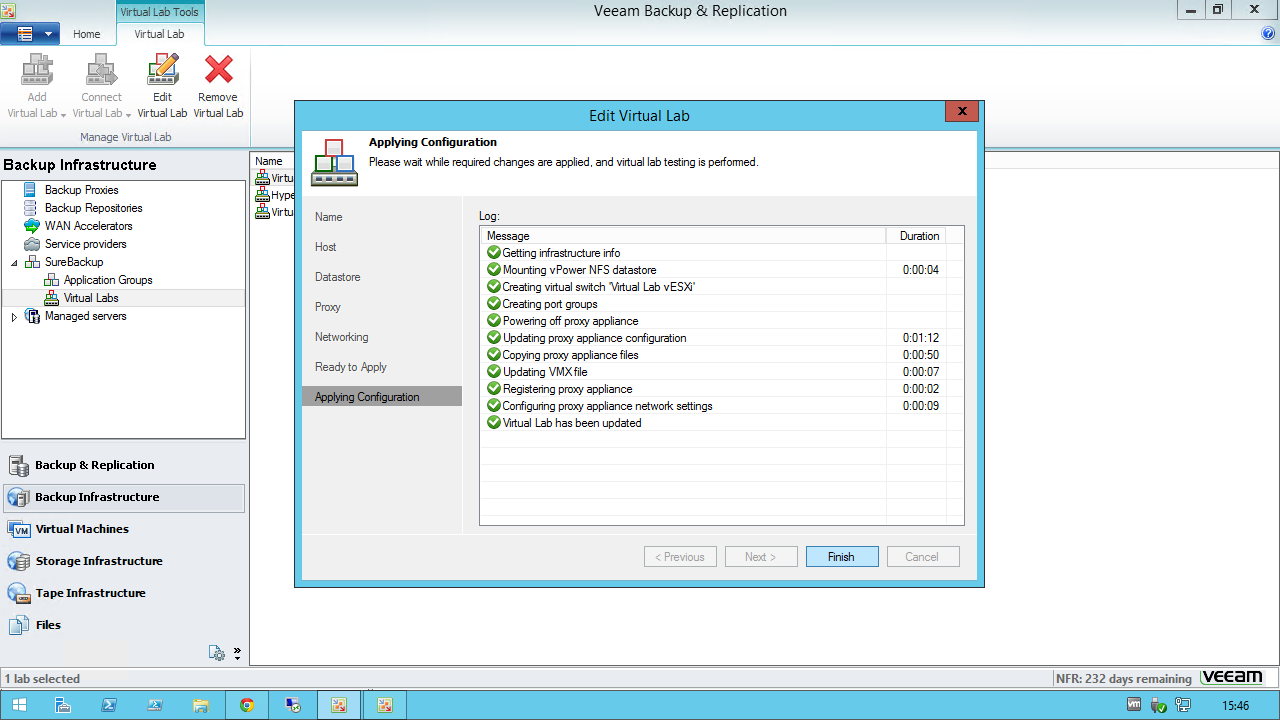 Virtual Lab Tools
Veeam Backup & Replication
Home
Virtual Lab
Add
Virtual Lab
Connect
Virtual Lab
Edit
Virtual Lab
Remove
Virtual Lab
Manage Virtual Lab
Backup Infrastructure
Backup Proxies
Backup Repositories
WAN Accelerators
Service providers
SureBackup
Application Groups
Virtual Labs
Managed servers
Backup & Replication
Backup Infrastructure
Virtual Machines
Storage Infrastructure
Tape Infrastructure
Files
Name
Virtu
Hype
Virtu
Edit Virtual Lab
Applying Configuration
Please wait while required changes are applied, and virtual lab testing is performed.
Name
Host
Datastore
Proxy
Networking
Ready to Apply
Applying Configuration
Log:
Message Duration
Getting infrastructure info
Mounting vPower NFS datastore 0:00:04
Creating virtual switch 'Virtual Lab vESXi'
Creating port groups
Powering off proxy appliance
Updating proxy appliance configuration 0:01:12
Copying proxy appliance files 0:00:50
Updating VMX file 0:00:07
Registering proxy appliance 0:00:02
Configuring proxy appliance network settings 0:00:09
Virtual Lab has been updated
< Previous
Next >
Finish
Cancel
1 lab selected
NFR: 232 days remaining
veeam
15:46